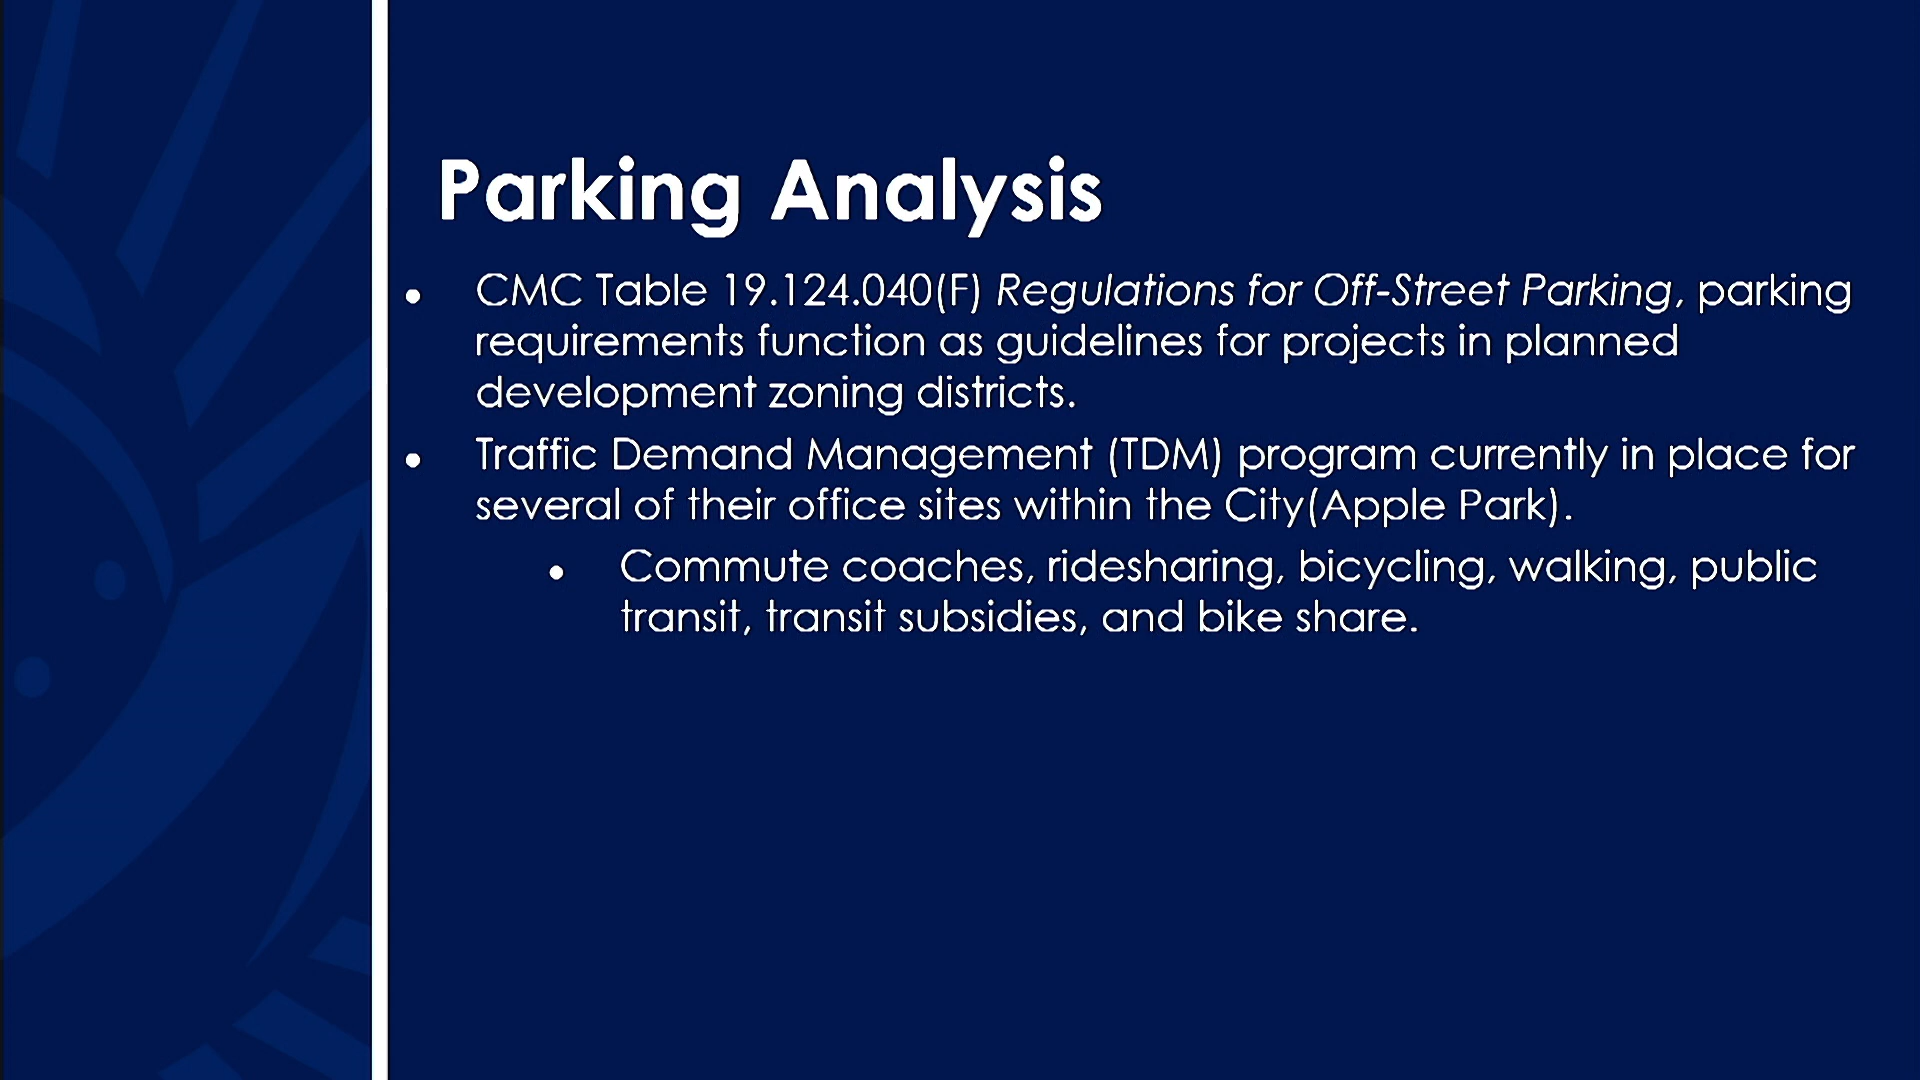 Parking Analysis
• CMC Table 19.124.040(F) Regulations for Off-Street Parking, parking
requirements function as guidelines for projects in planned
development zoning districts.
• Traffic Demand Management (TDM) program currently in place for
several of their office sites within the City(Apple Park).
• Commute coaches, ridesharing, bicycling, walking, public
transit, transit subsidies, and bike share.